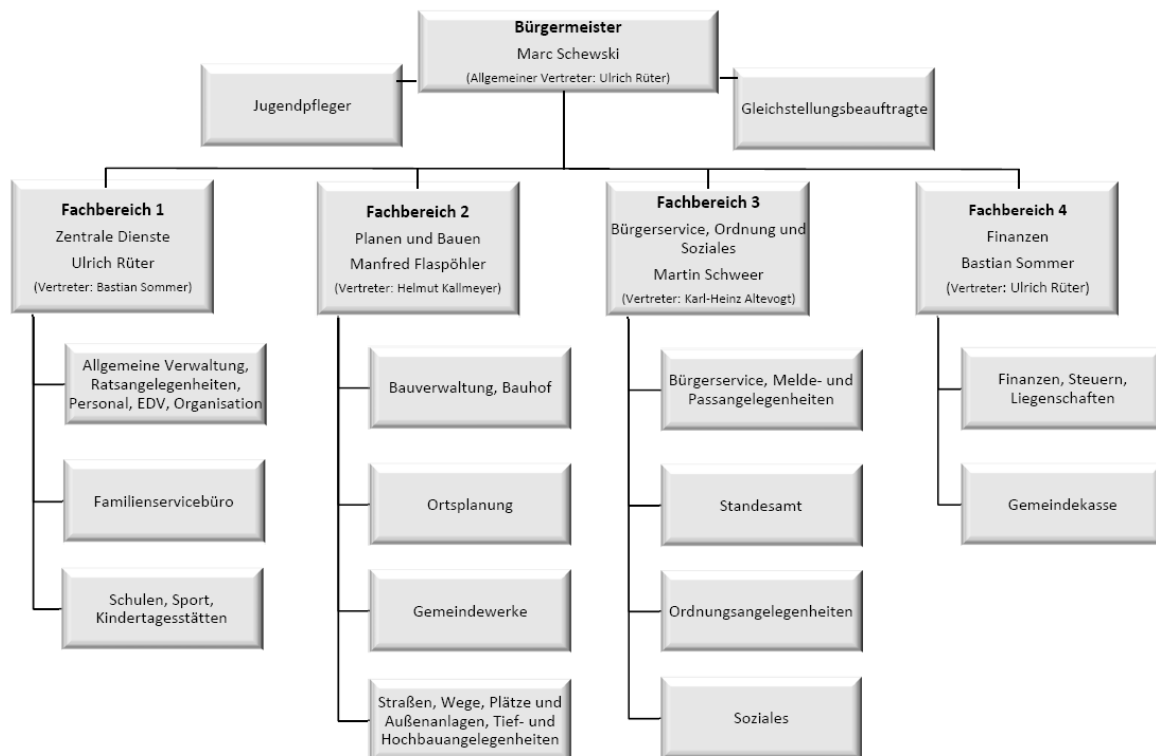 Bürgermeister
Marc Schewski
(Allgemeiner Vertreter: Ulrich Rüter)
Jugendpfleger
Gleichstellungsbeauftragte
Fachbereich 1
Zentrale Dienste
Ulrich Rüter
(Vertreter: Bastian Sommer)
Allgemeine Verwaltung,
Ratsangelegenheiten,
Personal, EDV, Organisation
Familienservicebüro
Schulen, Sport,
Kindertagesstätten
Fachbereich 2
Planen und Bauen
Manfred Flaspöhler
(Vertreter: Helmut Kallmeyer)
Bauverwaltung, Bauhof
Ortsplanung
Gemeindewerke
Straßen, Wege, Plätze und
Außenanlagen, Tief- und
Hochbauangelegenheiten
Fachbereich 3
Bürgerservice, Ordnung und
Soziales
Martin Schweer
(Vertreter: Karl-Heinz Altevogt)
Bürgerservice, Melde- und
Passangelegenheiten
Standesamt
Ordnungsangelegenheiten
Soziales
Fachbereich 4
Finanzen
Bastian Sommer
(Vertreter: Ulrich Rüter)
Finanzen, Steuern,
Liegenschaften
Gemeindekasse